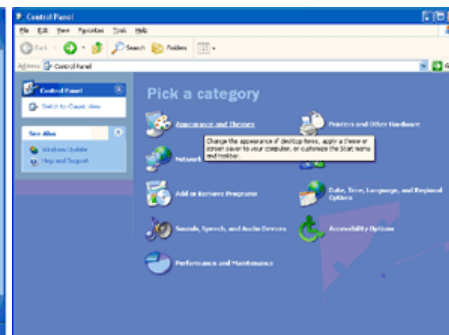 Control Panel
File Edit View Favorites Tools Help
Back Search Folders
Address Control Panel
Control Panel
Switch to Classic View
See Also
Windows Update
Help and Support
Pick a category
Appearance and Themes
Printers and Other Hardware
Change the appearance of desktop items, apply a theme or
screen saver to your computer, or customize the Start menu
and taskbar.
Network
Add or Remove Programs
Date, Time, Language, and Regional
Options
Sounds, Speech, and Audio Devices
Accessibility Options
Performance and Maintenance